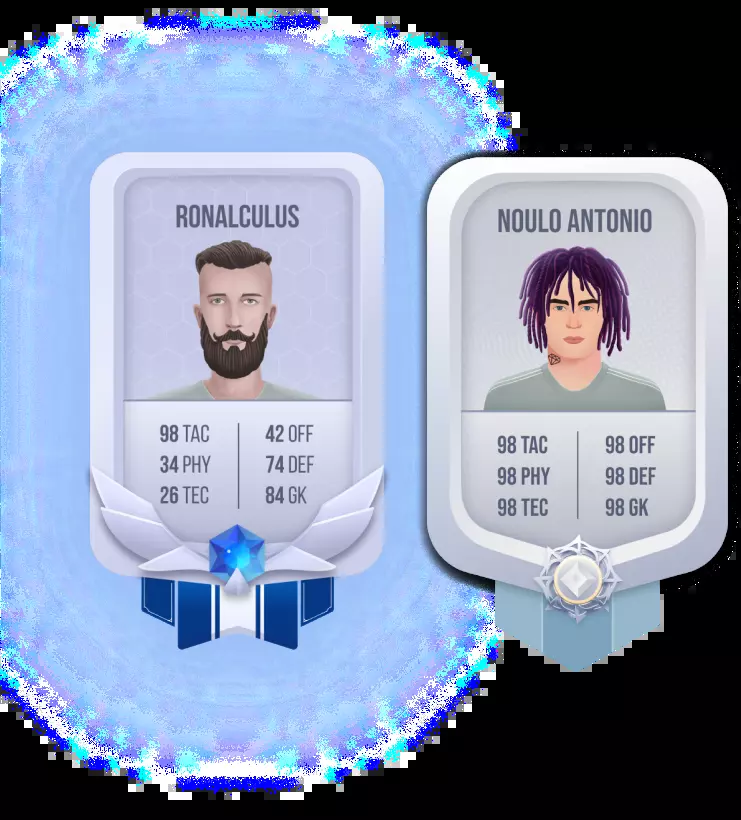 RONALCULUS
98 TAC 42 OFF
34 PHY 74 DEF
26 TEC 84 GK
NOULO ANTONIO
98 TAC 98 OFF
98 PHY 98 DEF
98 TEC 98 GK